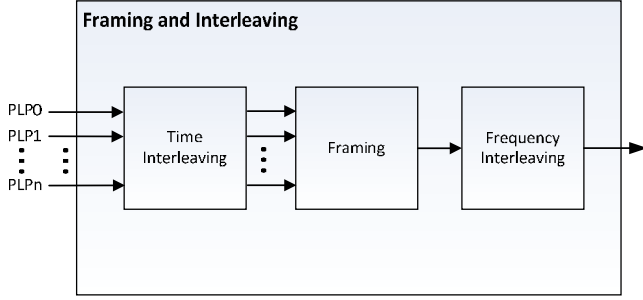 Framing and Interleaving
PLP0
PLP1
PLPn
Time
Interleaving
Framing
Frequency
Interleaving